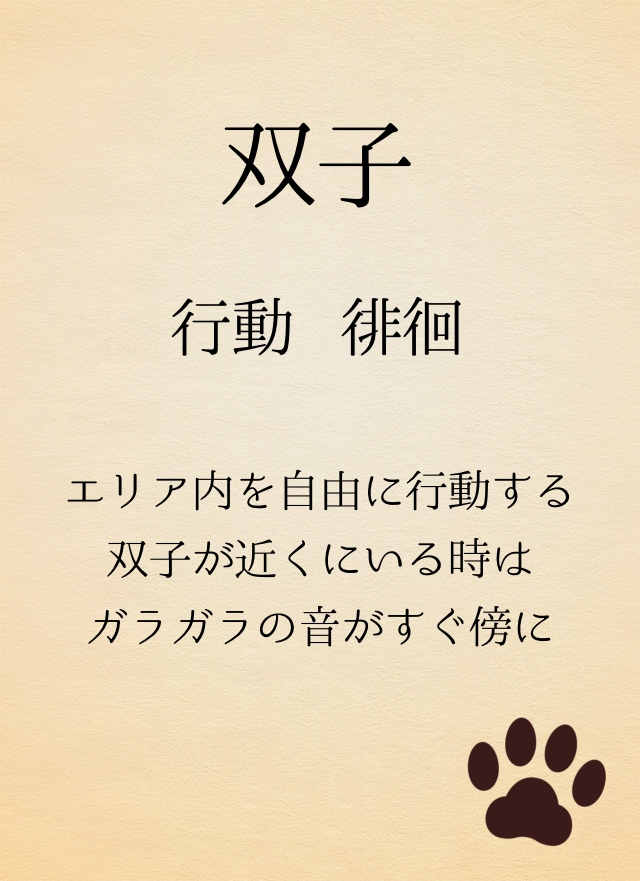 双子
行動 徘徊
エリア内を自由に行動する
双子が近くにいる時は
ガラガラの音がすぐ傍に